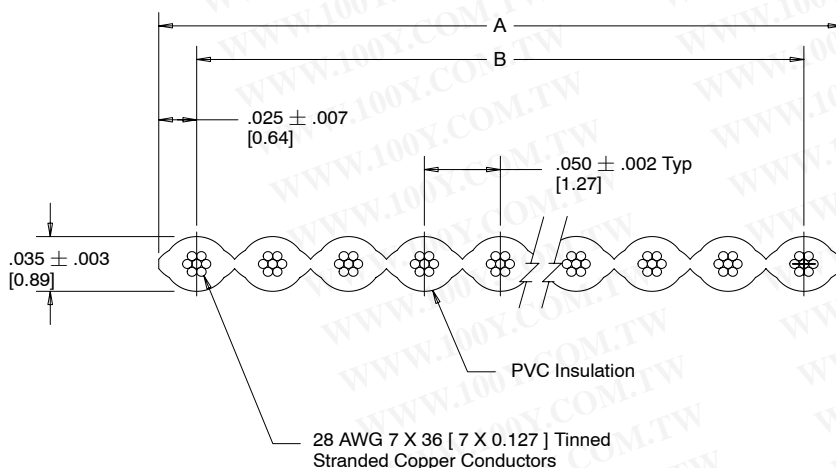 A
B
.025 ± .007
[0.64]
.050 ± .002 Typ
[1.27]
.035 ± .003
[0.89]
PVC Insulation
28 AWG 7 X 36 [ 7 X 0.127 ] Tinned
Stranded Copper Conductors
WWW.100Y.COM.TW